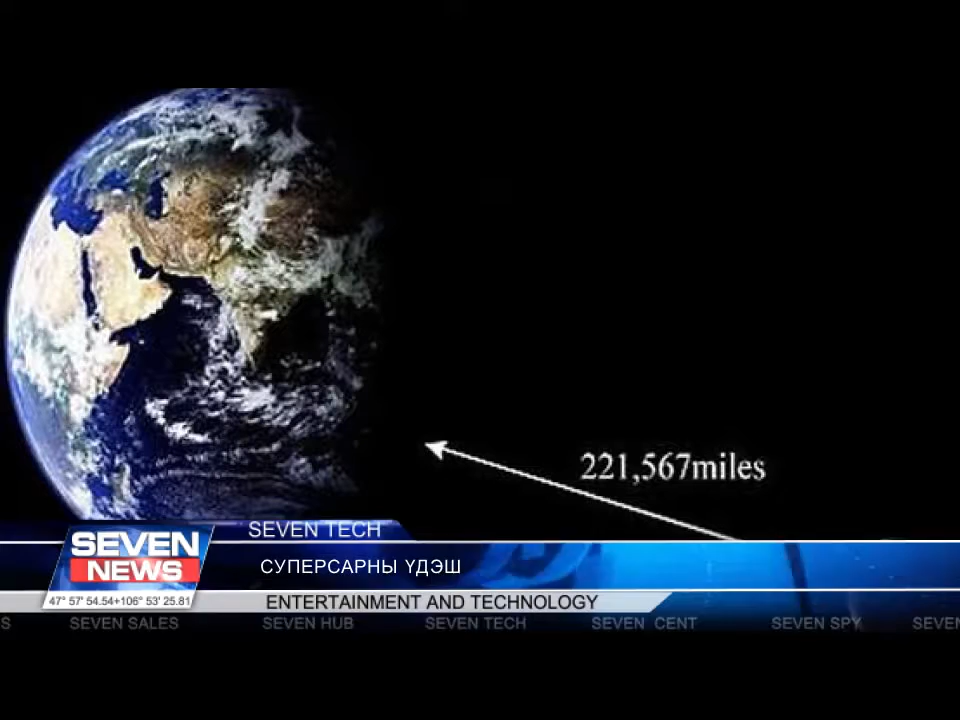 221,567miles
SEVEN TECH
SEVEN
NEWS
СУПЕРСАРНЫ ҮДЭШ
47° 57' 54.54+106° 53' 25.81
ENTERTAINMENT AND TECHNOLOGY
S SEVEN SALES SEVEN HUB SEVEN TECH SEVEN CENT SEVEN SPY SEVEN